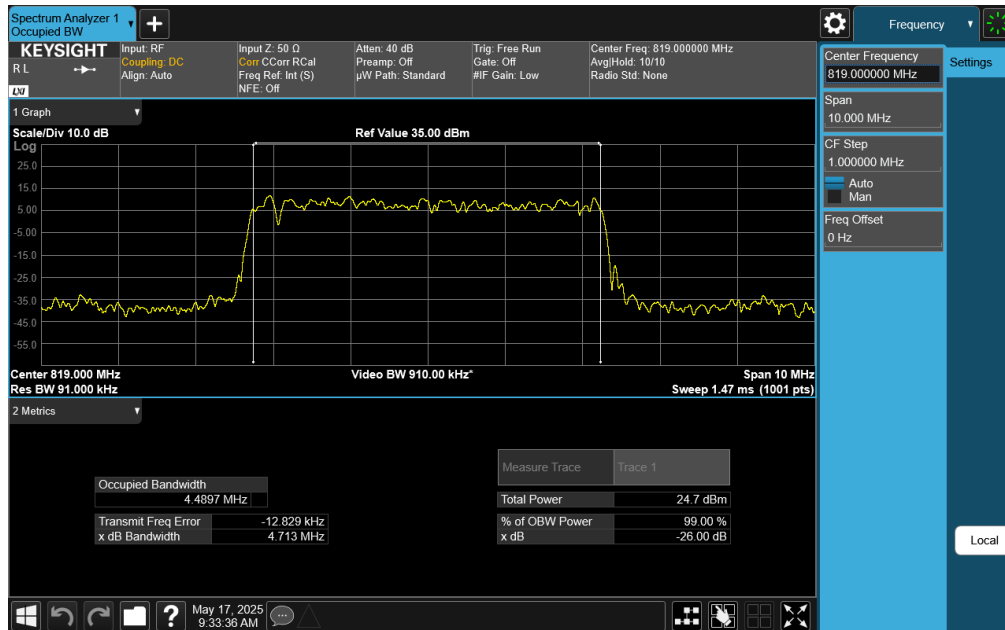 Spectrum Analyzer 1
Occupied BW
Frequency
KEYSIGHT
R L
LXI
Input: RF
Coupling: DC
Align: Auto
Input Z: 50 Ω
Corr CCorr RCal
Freq Ref: Int (S)
NFE: Off
Atten: 40 dB
Preamp: Off
µW Path: Standard
Trig: Free Run
Gate: Off
#IF Gain: Low
Center Freq: 819.000000 MHz
Avg|Hold: 10/10
Radio Std: None
Center Frequency
819.000000 MHz
Settings
Span
10.000 MHz
CF Step
1.000000 MHz
Auto
Man
Freq Offset
0 Hz
Local
1 Graph
Scale/Div 10.0 dB
Ref Value 35.00 dBm
Log
25.0
15.0
5.00
-5.00
-15.0
-25.0
-35.0
-45.0
-55.0
Center 819.000 MHz
Video BW 910.00 kHz*
Span 10 MHz
Res BW 91.000 kHz
Sweep 1.47 ms (1001 pts)
2 Metrics
Measure Trace
Trace 1
Occupied Bandwidth
4.4897 MHz
Total Power
24.7 dBm
Transmit Freq Error
-12.829 kHz
% of OBW Power
99.00 %
x dB Bandwidth
4.713 MHz
x dB
-26.00 dB
?
May 17, 2025
9:33:36 AM